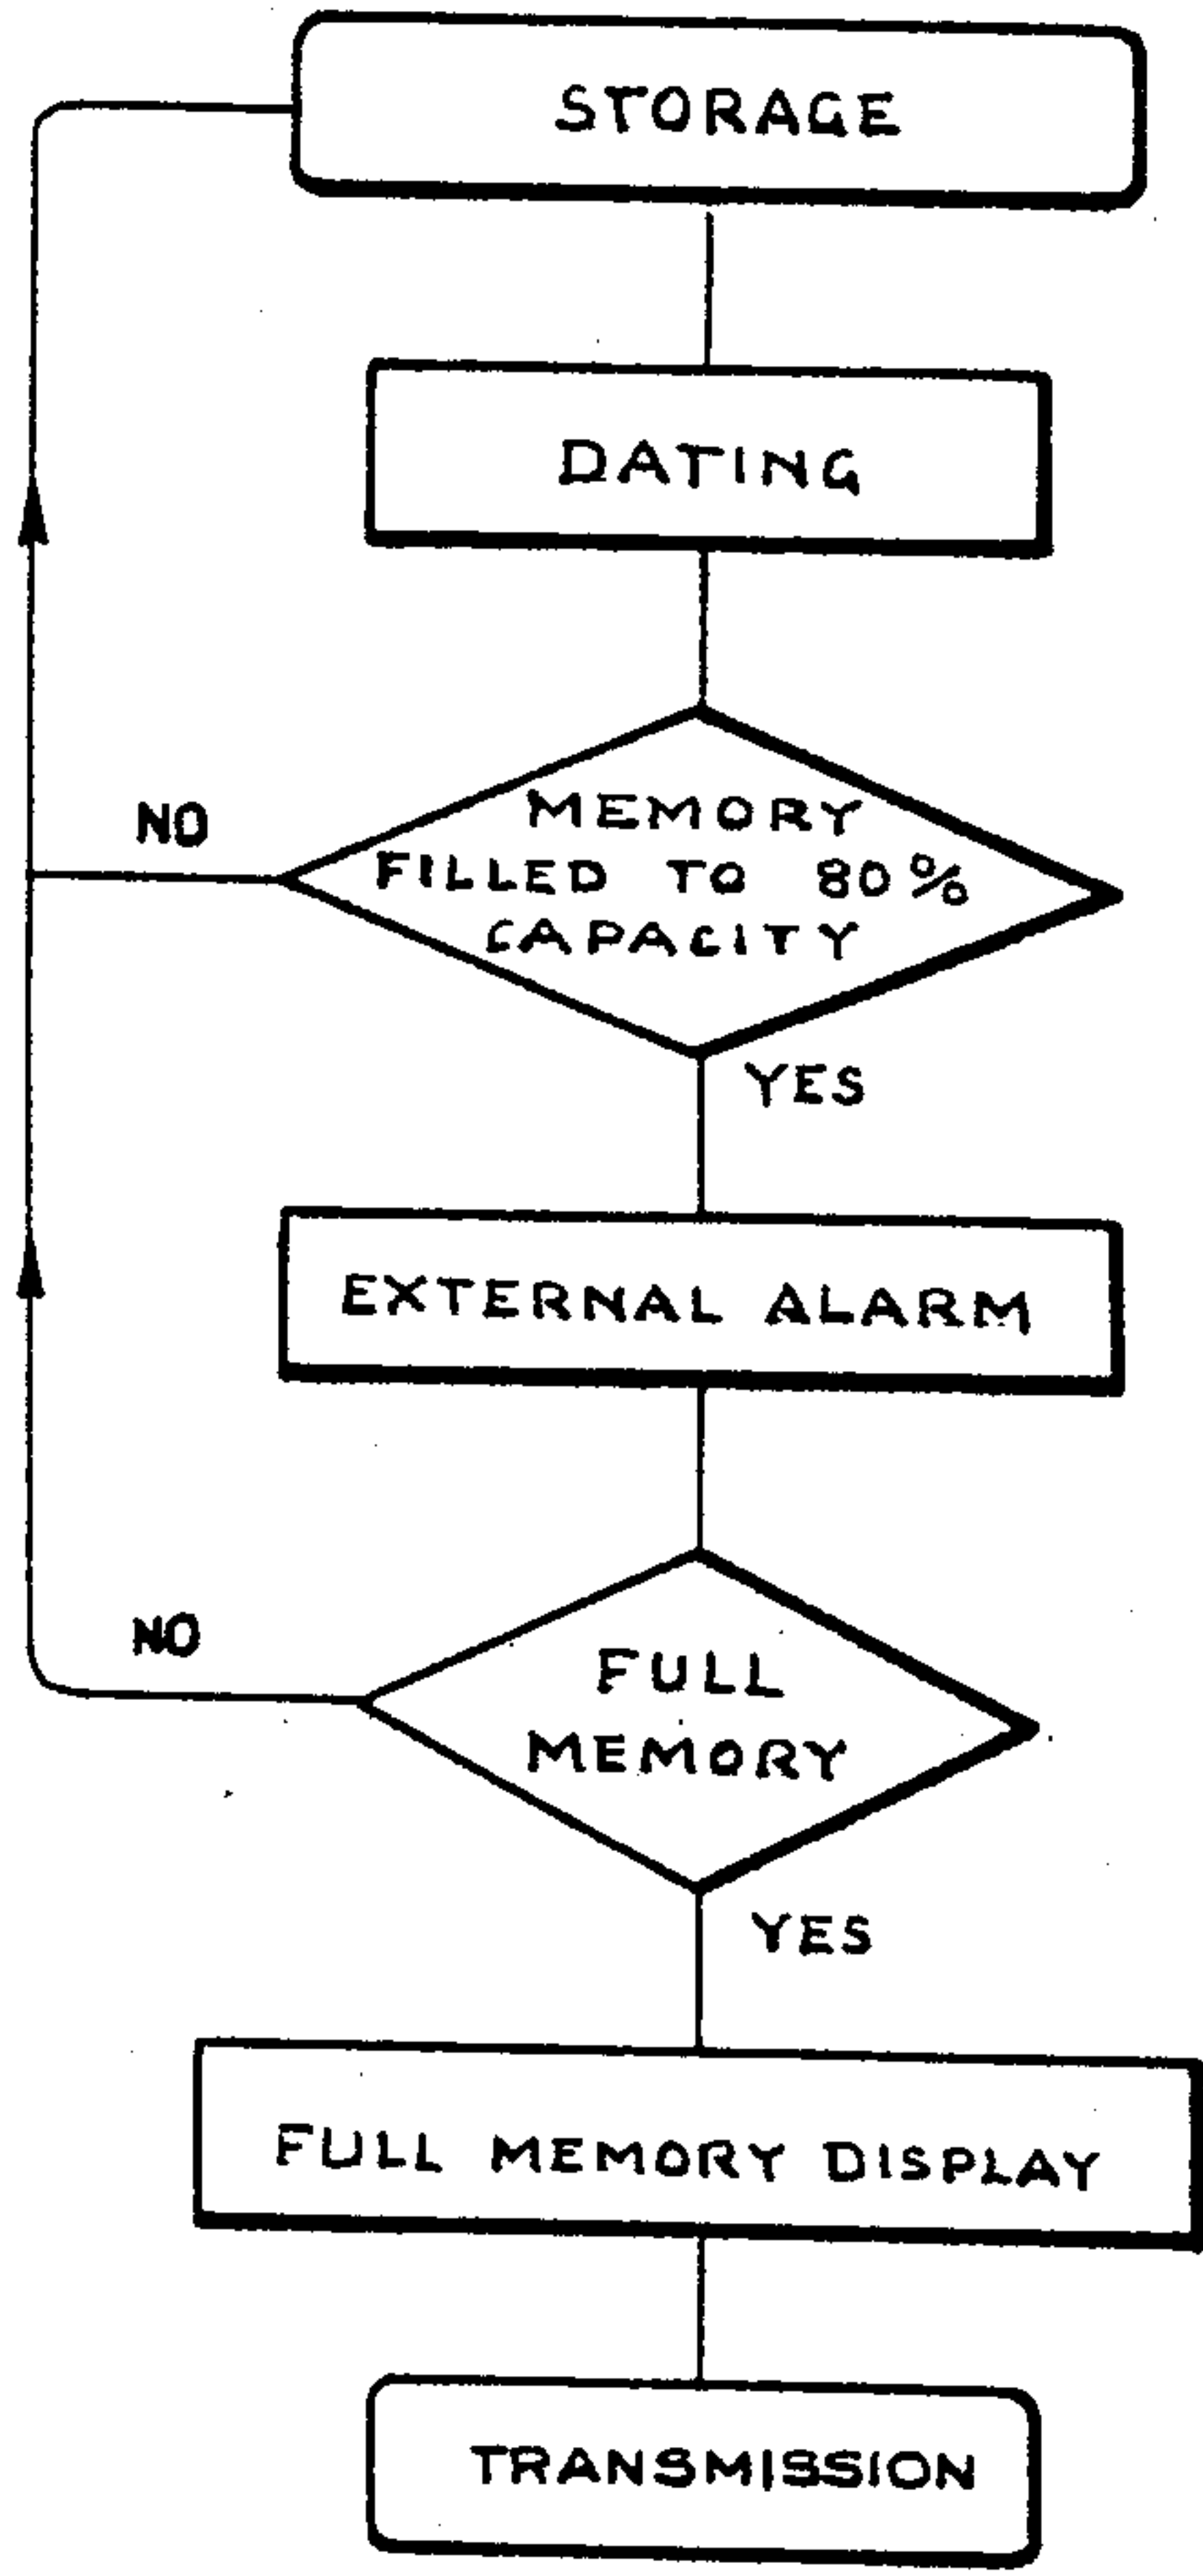 STORAGE
DATING
NO
MEMORY
FILLED TO 80%
CAPACITY
YES
EXTERNAL ALARM
NO
FULL
MEMORY
YES
FULL MEMORY DISPLAY
TRANSMISSION